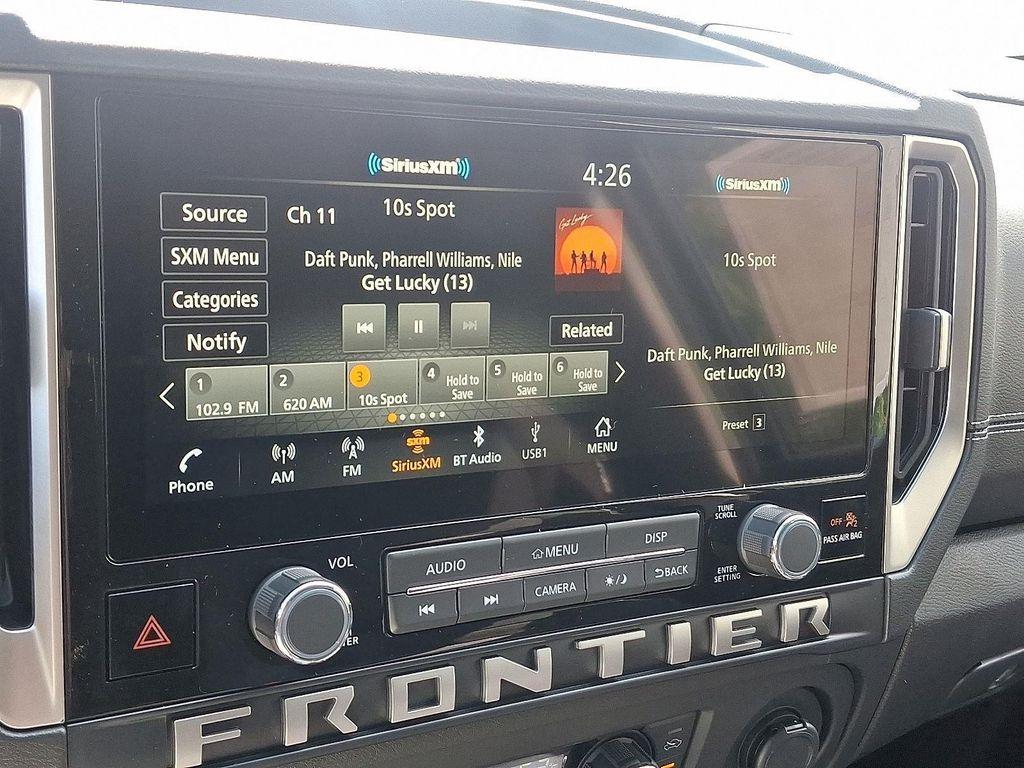 SiriusXM
4:26
SiriusXM
Source
Ch 11
10s Spot
Get Lucky
10s Spot
SXM Menu
Daft Punk, Pharrell Williams, Nile
Get Lucky (13)
Categories
Notify
Related
Daft Punk, Pharrell Williams, Nile
Get Lucky (13)
1
102.9 FM
2
620 AM
3
10s Spot
4
Hold to
Save
5
Hold to
Save
6
Hold to
Save
Preset 3
Phone
AM
FM
sxm
SiriusXM
BT Audio
USB1
MENU
TUNE
SCROLL
OFF
2
PASS AIR BAG
VOL
AUDIO
MENU
DISP
CAMERA
BACK
ENTER
SETTING
FRONTIER